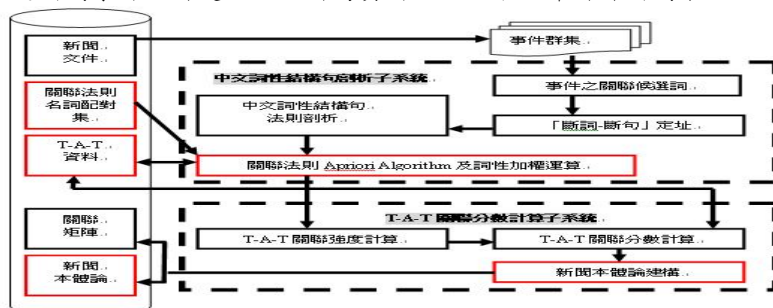 新聞
文件
關聯法則
名詞配對
集
T-A-T
資料
關聯
矩陣
新聞
本體論
事件群集
中文詞性結構句剖析子系統
事件之關聯候選詞
中文詞性結構句
法則剖析
「斷詞-斷句」定址
關聯法則 Apriori Algorithm 及詞性加權運算
T-A-T 關聯分數計算子系統
T-A-T 關聯強度計算
T-A-T 關聯分數計算
新聞本體論建構